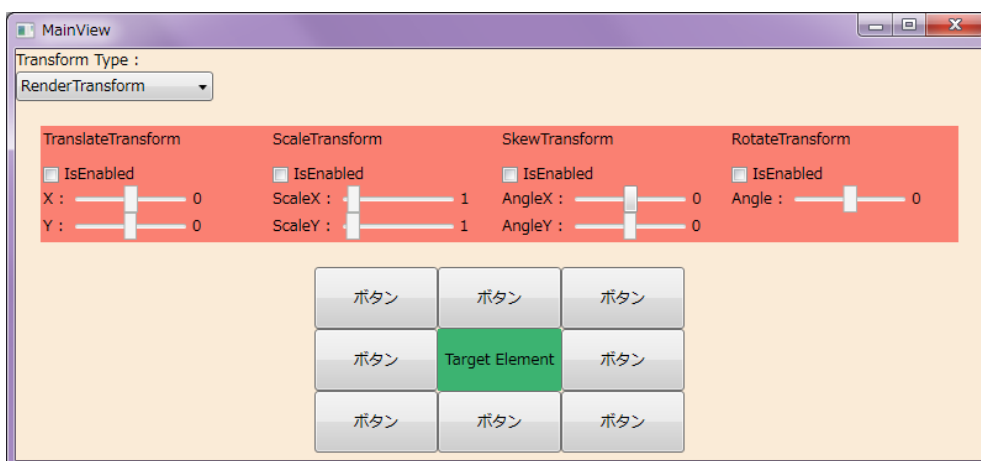 MainView
Transform Type :
RenderTransform
TranslateTransform ScaleTransform SkewTransform RotateTransform
IsEnabled IsEnabled IsEnabled IsEnabled
X : 0 ScaleX : 1 AngleX : 0 Angle : 0
Y : 0 ScaleY : 1 AngleY : 0
ボタン ボタン ボタン
ボタン Target Element ボタン
ボタン ボタン ボタン